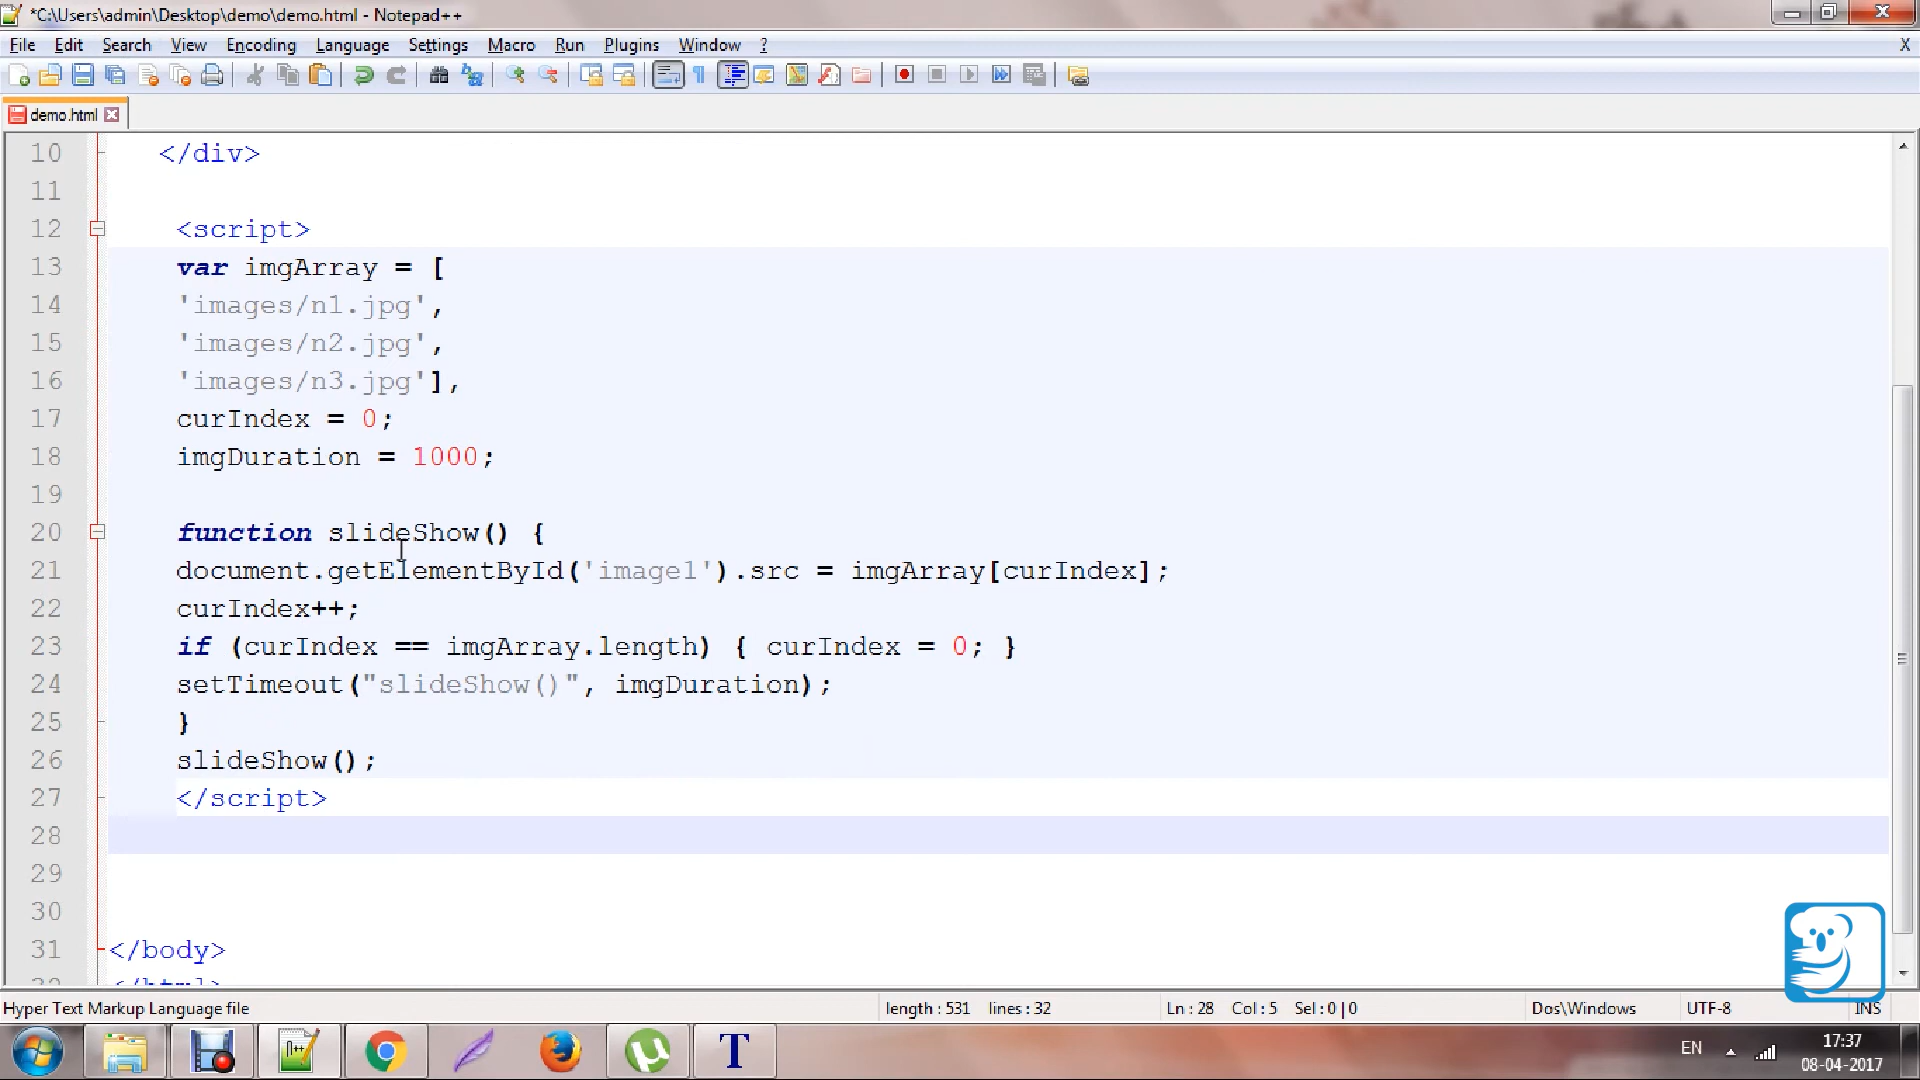 *C:\Users\admin\Desktop\demo\demo.html - Notepad++
File Edit Search View Encoding Language Settings Macro Run Plugins Window ? X
demo.html
10 </div>
11
12 <script>
13 var imgArray = [
14 'images/n1.jpg',
15 'images/n2.jpg',
16 'images/n3.jpg'],
17 curIndex = 0;
18 imgDuration = 1000;
19
20 function slideShow() {
21 document.getElementById('image1').src = imgArray[curIndex];
22 curIndex++;
23 if (curIndex == imgArray.length) { curIndex = 0; }
24 setTimeout("slideShow()", imgDuration);
25 }
26 slideShow();
27 </script>
28
29
30
31 </body>
32 </html>
Hyper Text Markup Language file length : 531 lines : 32 Ln : 28 Col : 5 Sel : 0 | 0 Dos\Windows UTF-8 INS
EN 17:37
08-04-2017